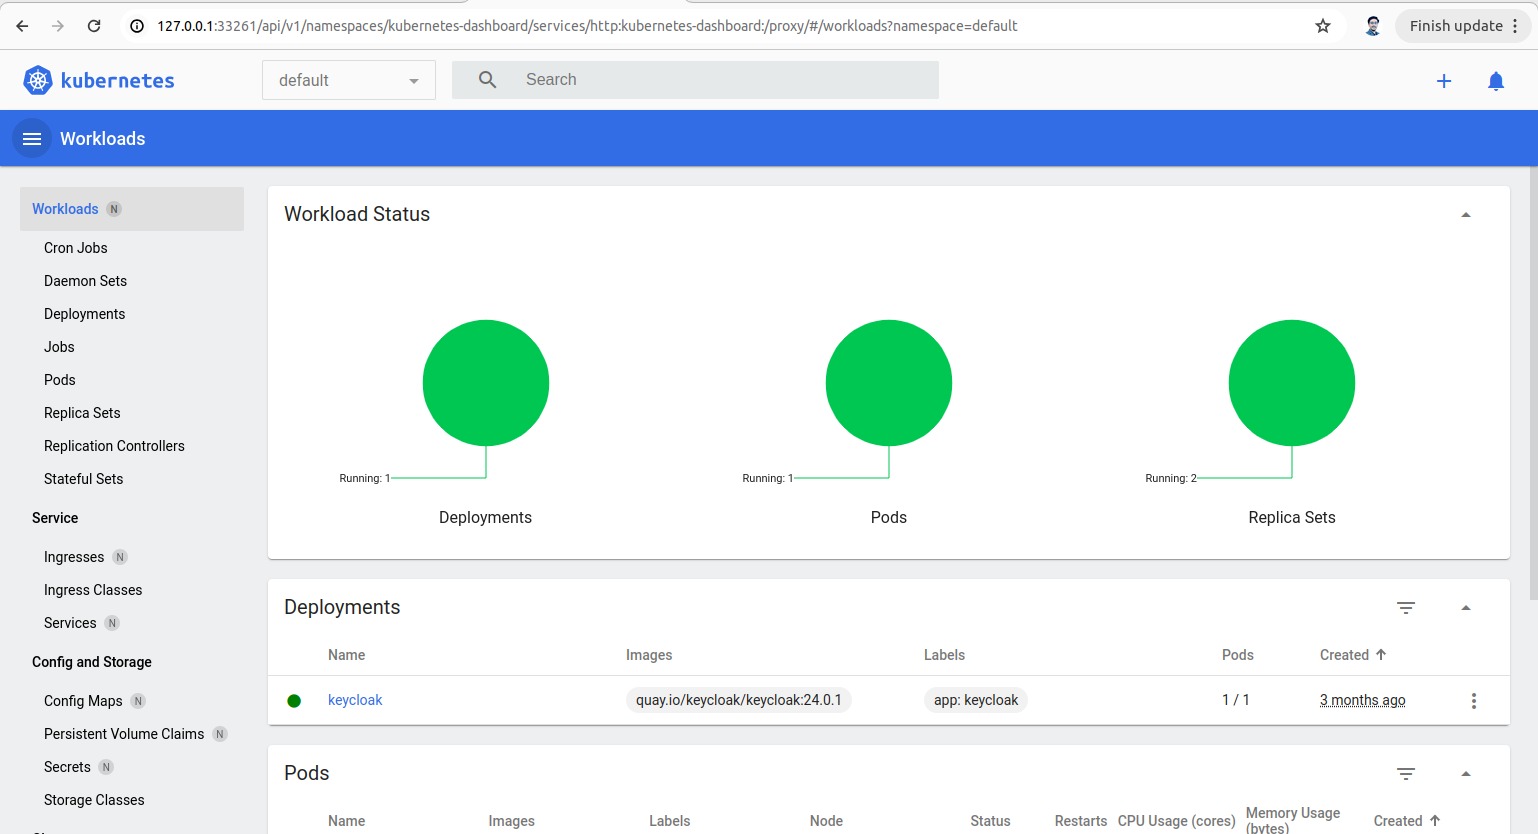 127.0.0.1:33261/api/v1/namespaces/kubernetes-dashboard/services/http:kubernetes-dashboard:/proxy/#/workloads?namespace=default
Finish update
kubernetes
default
Search
Workloads
Workloads N
Cron Jobs
Daemon Sets
Deployments
Jobs
Pods
Replica Sets
Replication Controllers
Stateful Sets
Service
Ingresses N
Ingress Classes
Services N
Config and Storage
Config Maps N
Persistent Volume Claims N
Secrets N
Storage Classes
Workload Status
Running: 1
Deployments
Running: 1
Pods
Running: 2
Replica Sets
Deployments
Name Images Labels Pods Created
keycloak quay.io/keycloak/keycloak:24.0.1 app: keycloak 1 / 1 3 months ago
Pods
Name Images Labels Node Status Restarts CPU Usage (cores) Memory Usage (bytes) Created